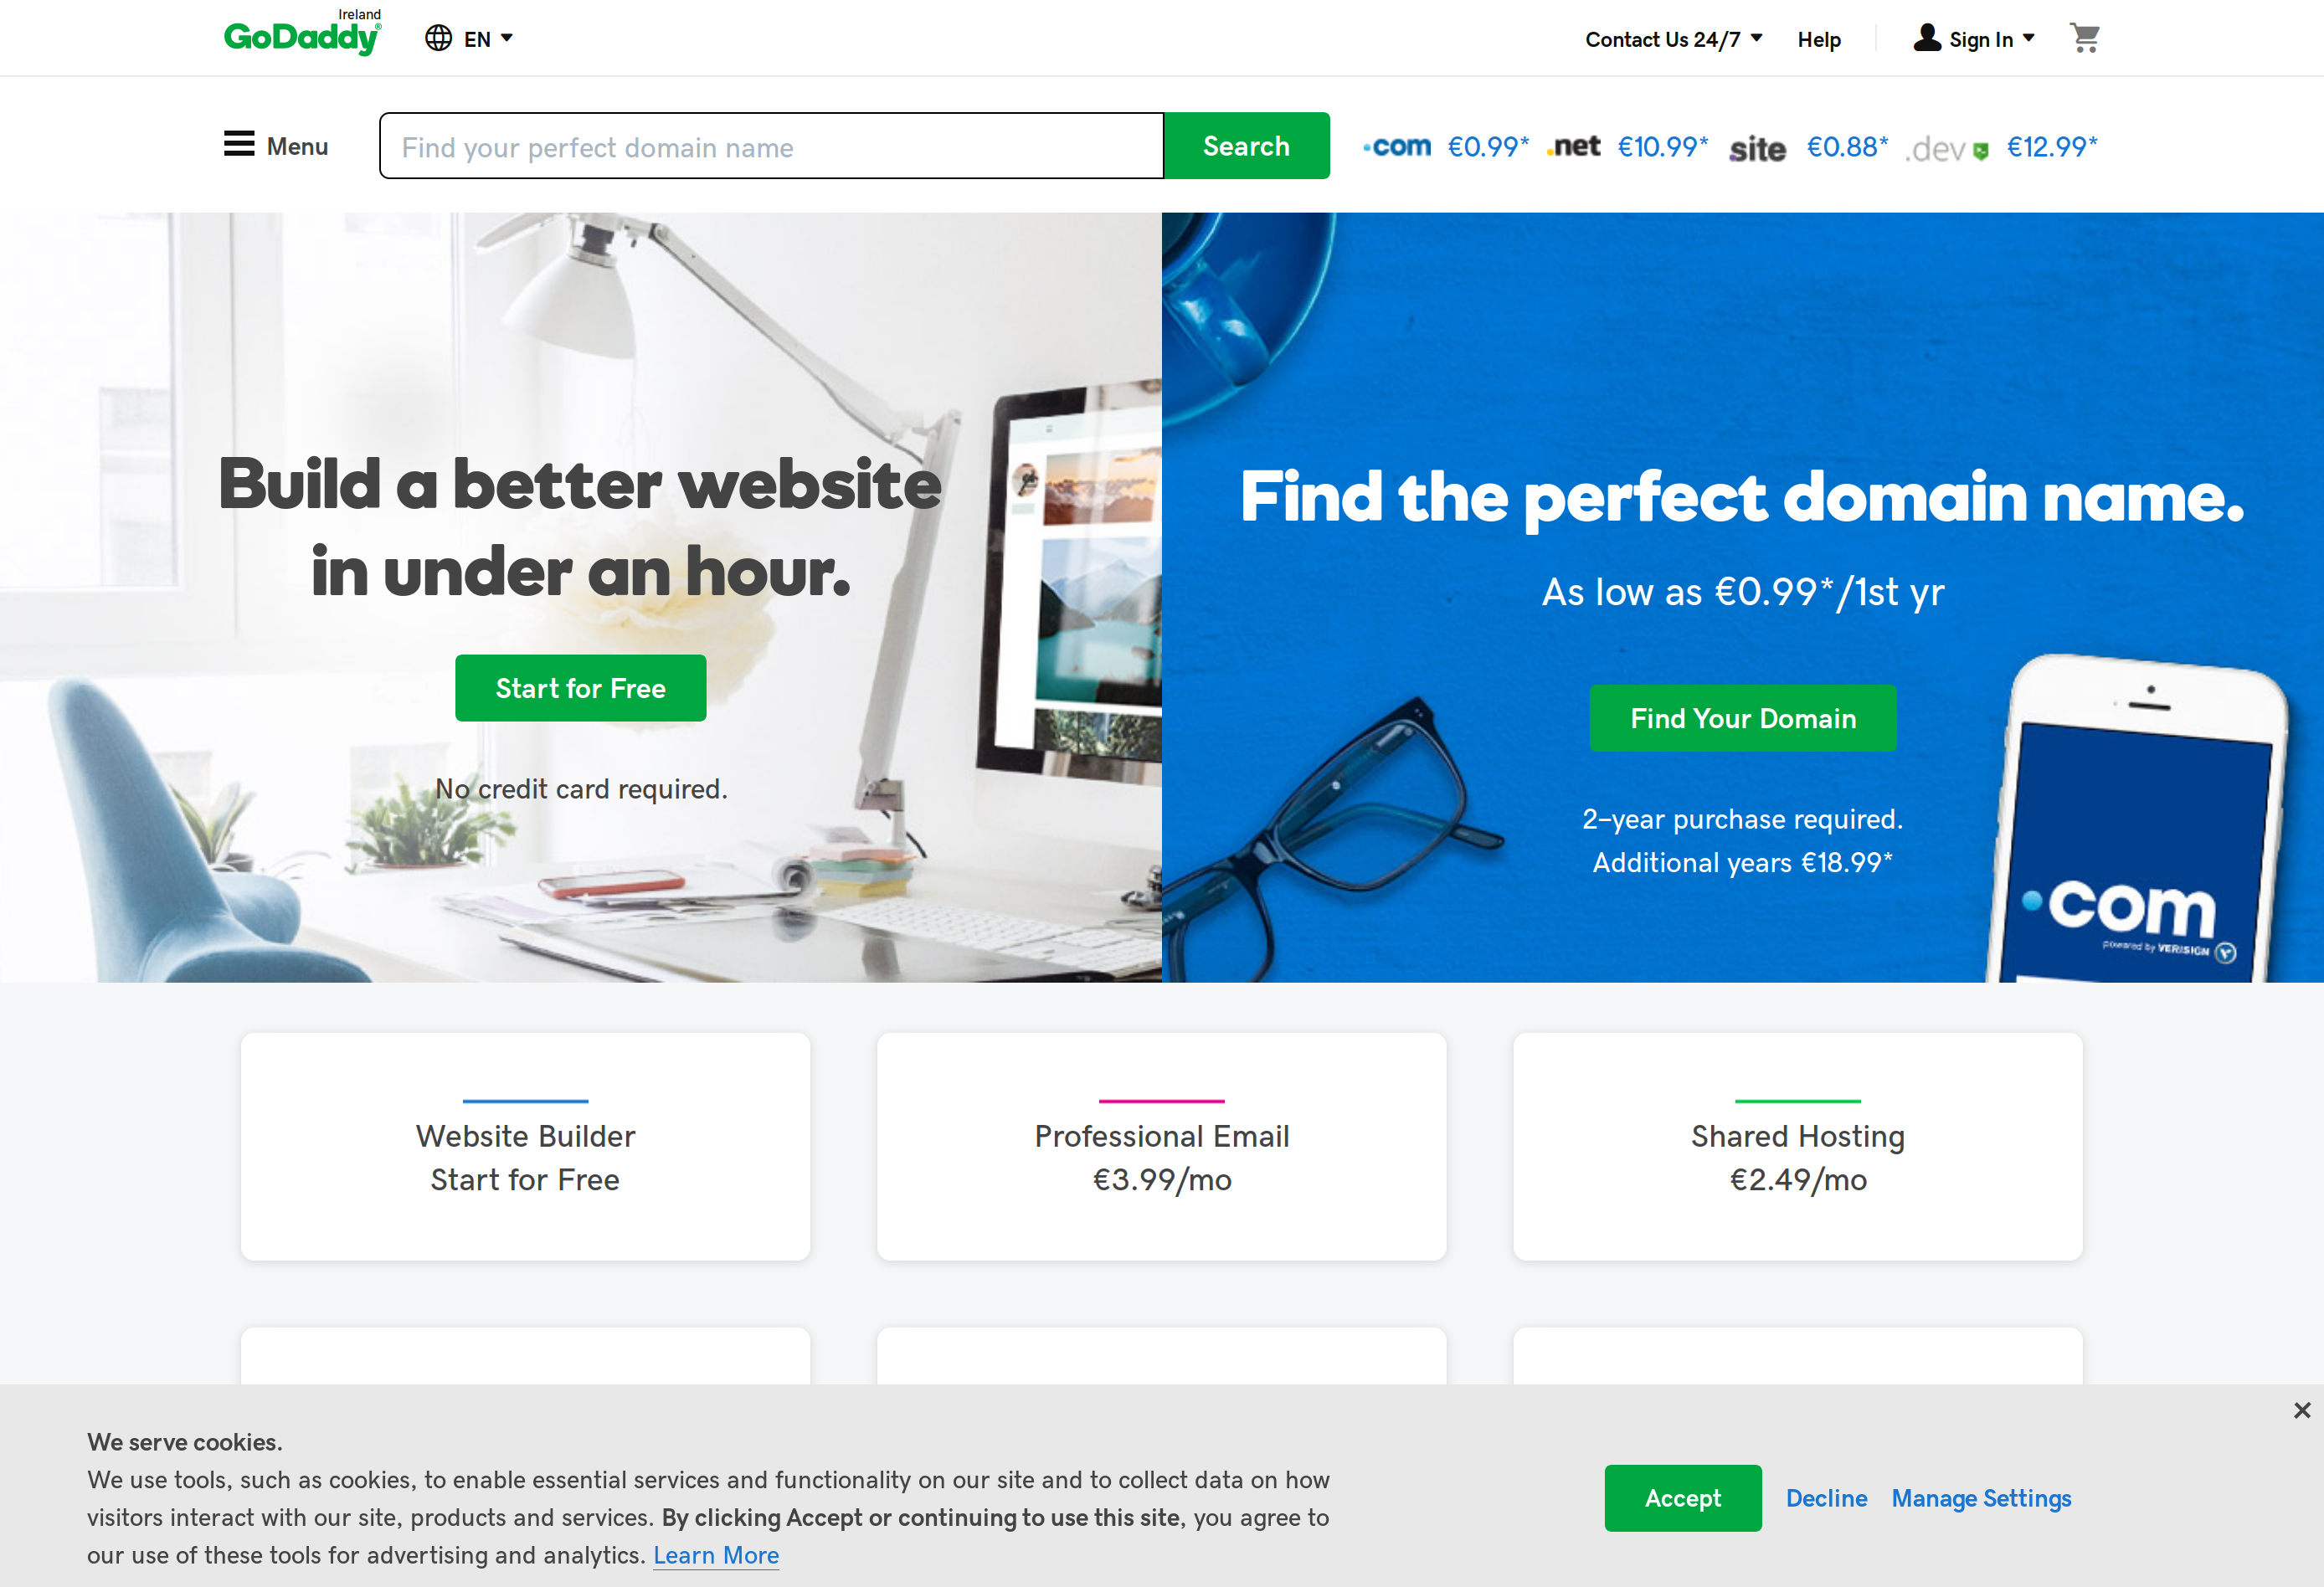 Ireland
GoDaddy®
EN
Contact Us 24/7
Help
Sign In
Menu
Find your perfect domain name
Search
.com €0.99*
.net €10.99*
site €0.88*
.dev €12.99*
Build a better website
in under an hour.
Start for Free
No credit card required.
Find the perfect domain name.
As low as €0.99*/1st yr
Find Your Domain
2-year purchase required.
Additional years €18.99*
.com
powered by VERISIGN
Website Builder
Start for Free
Professional Email
€3.99/mo
Shared Hosting
€2.49/mo
We serve cookies.
We use tools, such as cookies, to enable essential services and functionality on our site and to collect data on how
visitors interact with our site, products and services. By clicking Accept or continuing to use this site, you agree to
our use of these tools for advertising and analytics. Learn More
Accept
Decline
Manage Settings